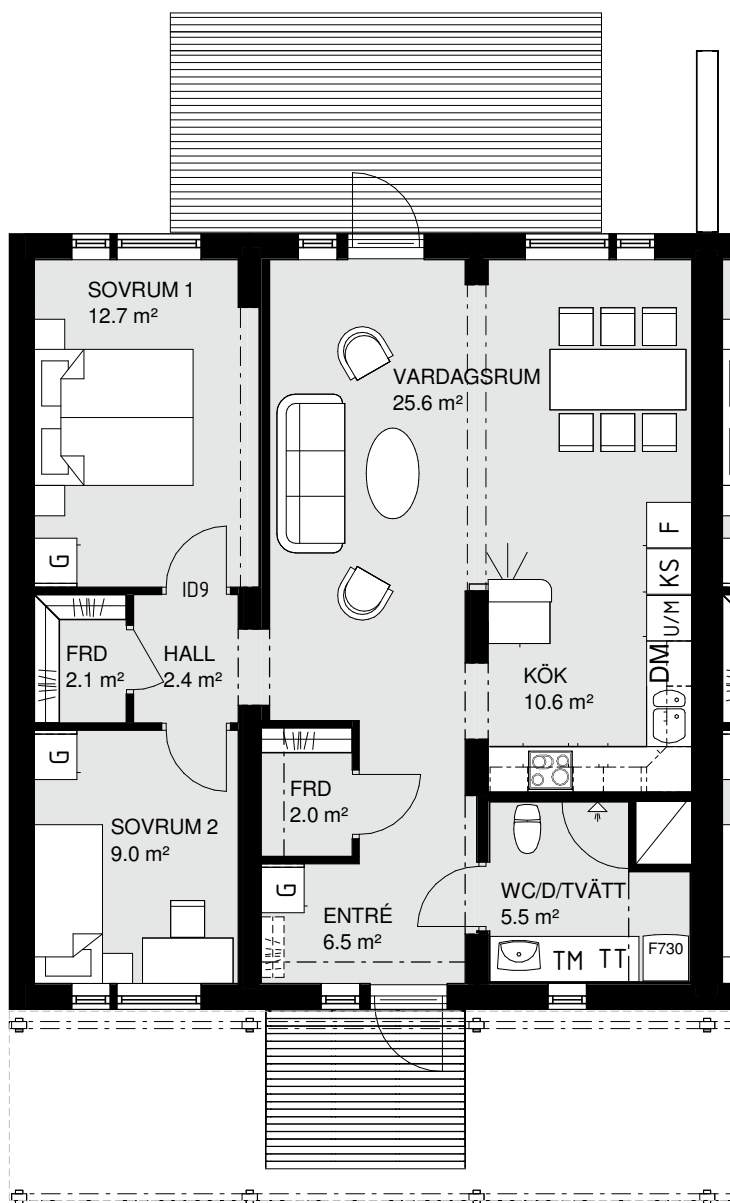 SOVRUM 1
12.7 m²
VARDAGSRUM
25.6 m²
G
F
KS
U/M
DM
ID9
FRD
2.1 m²
HALL
2.4 m²
KÖK
10.6 m²
G
FRD
2.0 m²
SOVRUM 2
9.0 m²
G
ENTRÉ
6.5 m²
WC/D/TVÄTT
5.5 m²
TM
TT
F730